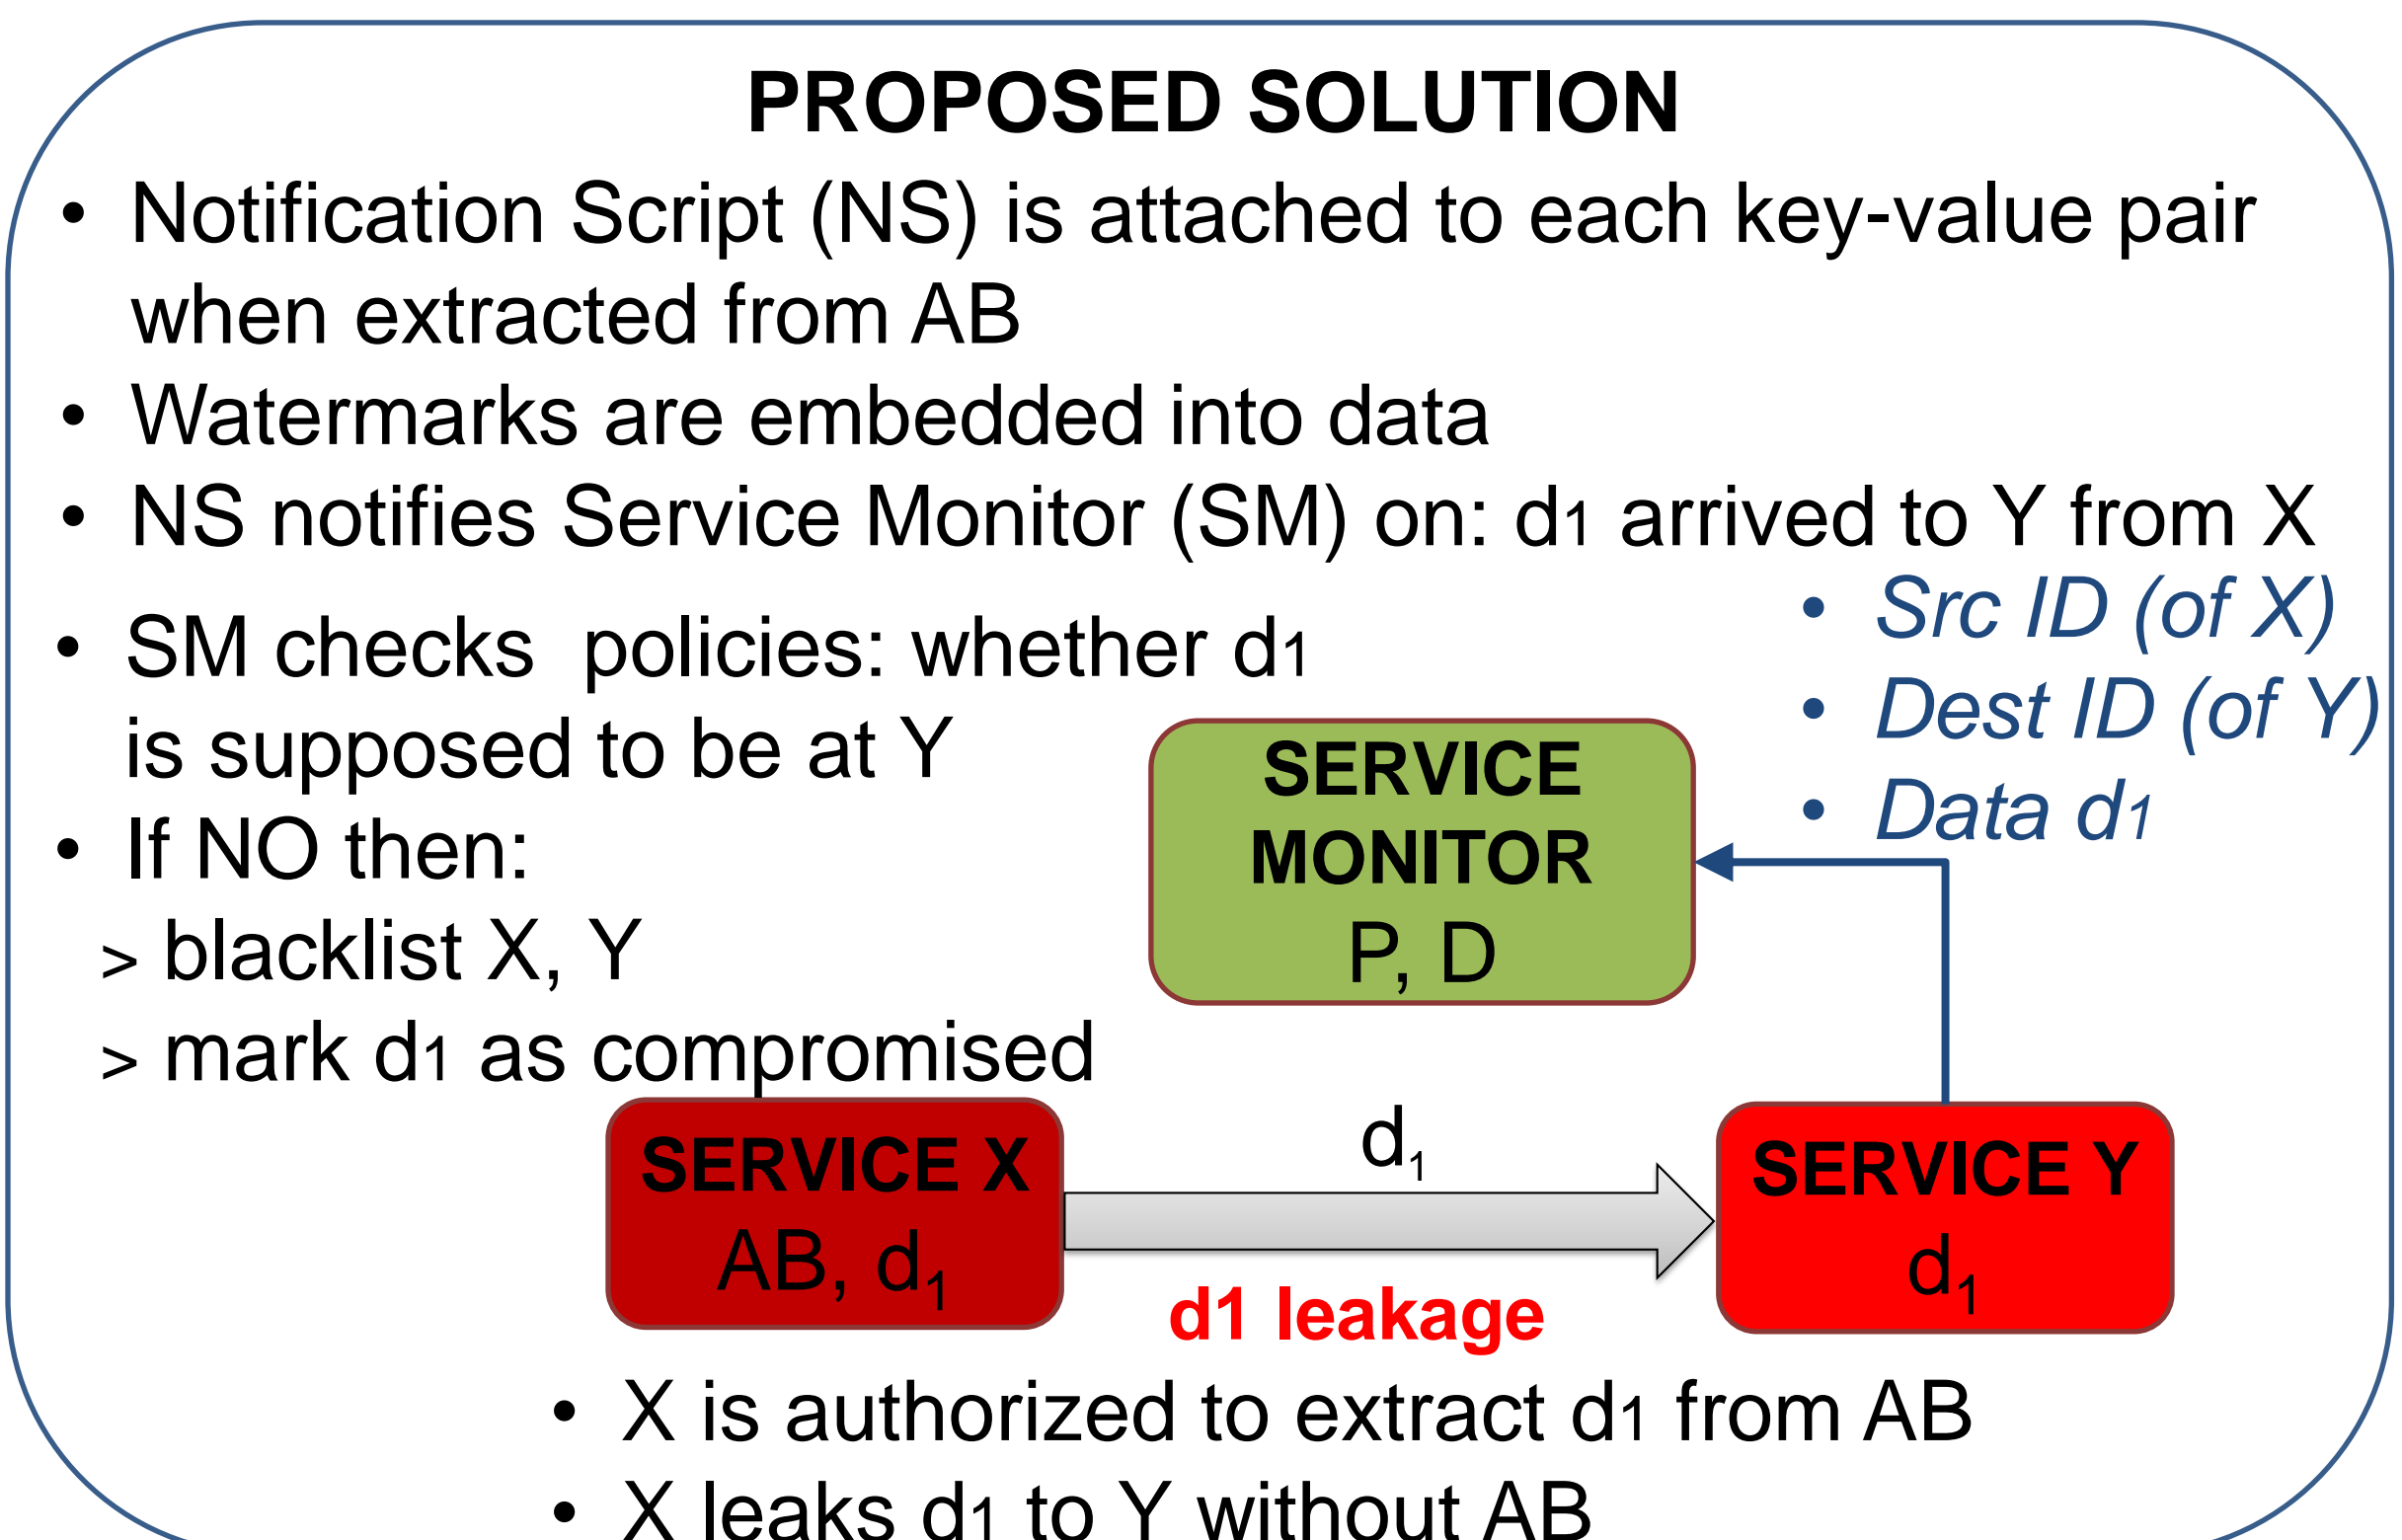 PROPOSED SOLUTION
• Notification Script (NS) is attached to each key-value pair
when extracted from AB
• Watermarks are embedded into data
• NS notifies Service Monitor (SM) on: d1 arrived to Y from X
• Src ID (of X)
• Dest ID (of Y)
• Data d1
• SM checks policies: whether d1
is supposed to be at Y
• If NO then:
> blacklist X, Y
> mark d1 as compromised
SERVICE
MONITOR
P, D
SERVICE X
AB, d1
d1
d1 leakage
SERVICE Y
d1
• X is authorized to extract d1 from AB
• X leaks d1 to Y without AB